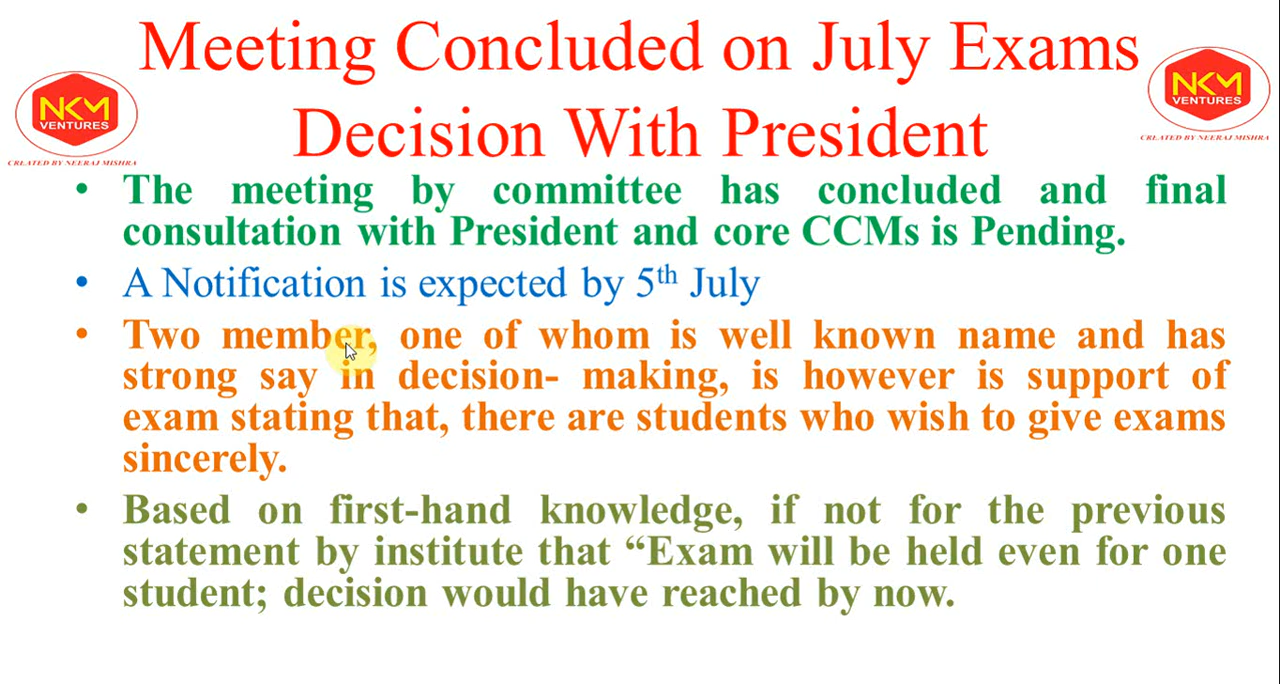 Meeting Concluded on July Exams
Decision With President
NKM
VENTURES
CREATED BY NEERAJ MISHRA
NKM
VENTURES
CREATED BY NEERAJ MISHRA
• The meeting by committee has concluded and final
consultation with President and core CCMs is Pending.
• A Notification is expected by 5th July
• Two member, one of whom is well known name and has
strong say in decision- making, is however is support of
exam stating that, there are students who wish to give exams
sincerely.
• Based on first-hand knowledge, if not for the previous
statement by institute that “Exam will be held even for one
student; decision would have reached by now.